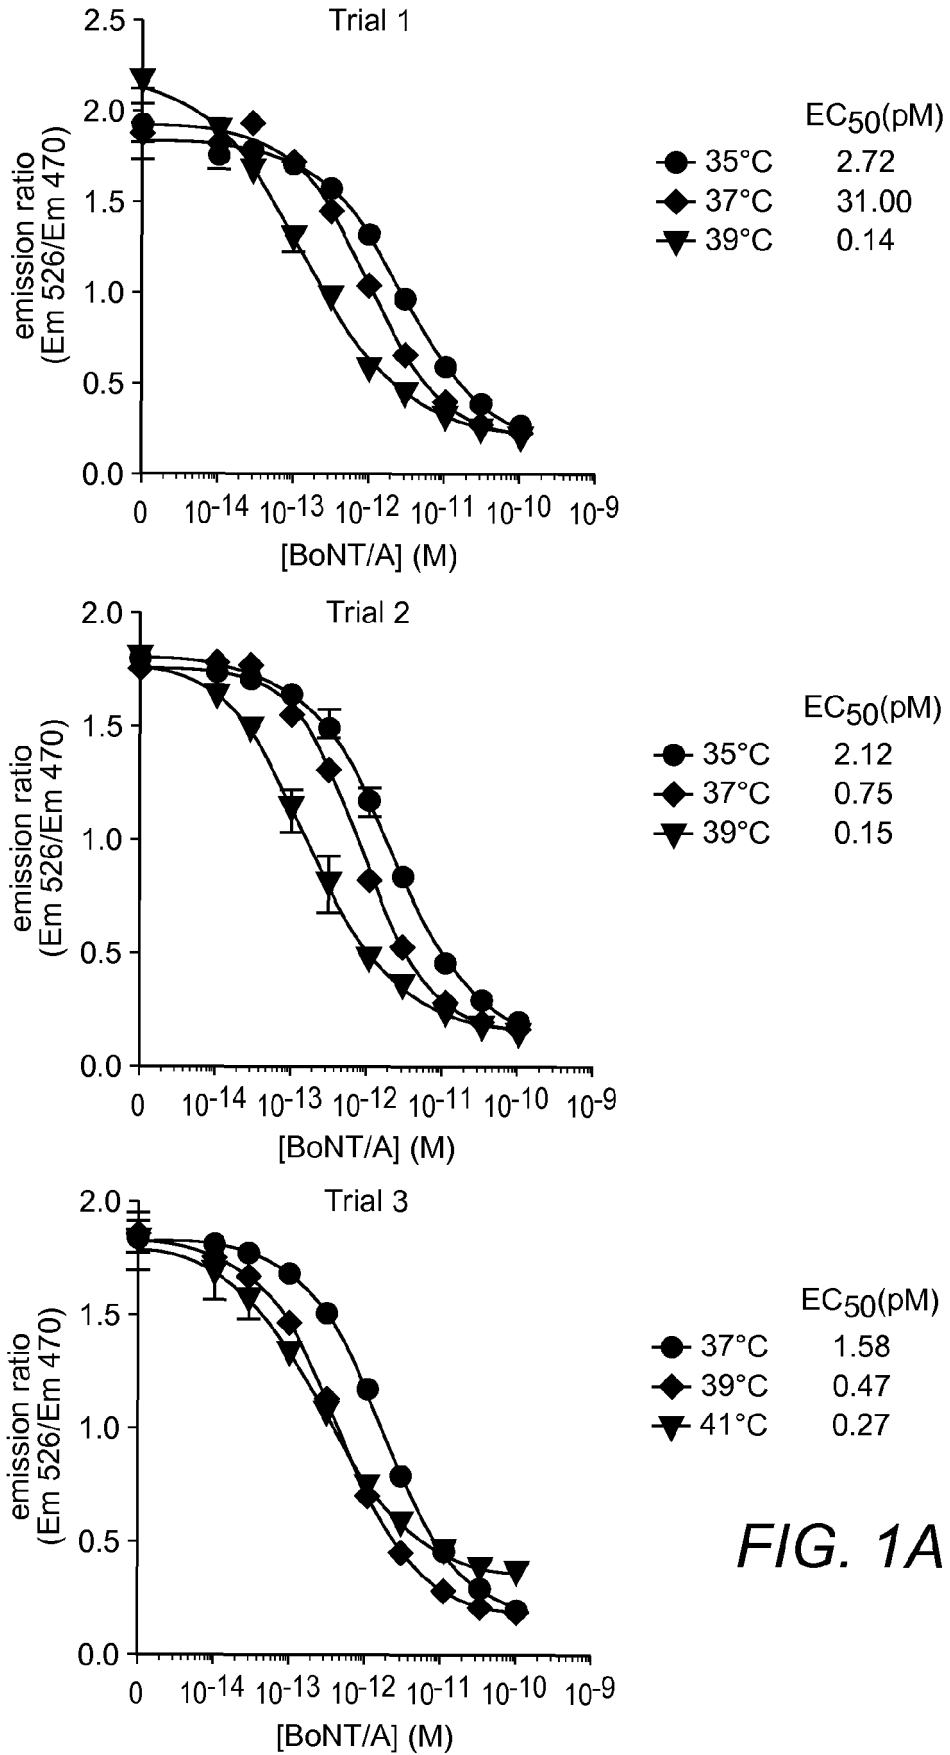 Trial 1
2.5
2.0
1.5
1.0
0.5
0.0
emission ratio
(Em 526/Em 470)
0 10-14 10-13 10-12 10-11 10-10 10-9
[BoNT/A] (M)
EC50(pM)
35°C 2.72
37°C 31.00
39°C 0.14
Trial 2
2.0
1.5
1.0
0.5
0.0
emission ratio
(Em 526/Em 470)
0 10-14 10-13 10-12 10-11 10-10 10-9
[BoNT/A] (M)
EC50(pM)
35°C 2.12
37°C 0.75
39°C 0.15
Trial 3
2.0
1.5
1.0
0.5
0.0
emission ratio
(Em 526/Em 470)
0 10-14 10-13 10-12 10-11 10-10 10-9
[BoNT/A] (M)
EC50(pM)
37°C 1.58
39°C 0.47
41°C 0.27
FIG. 1A